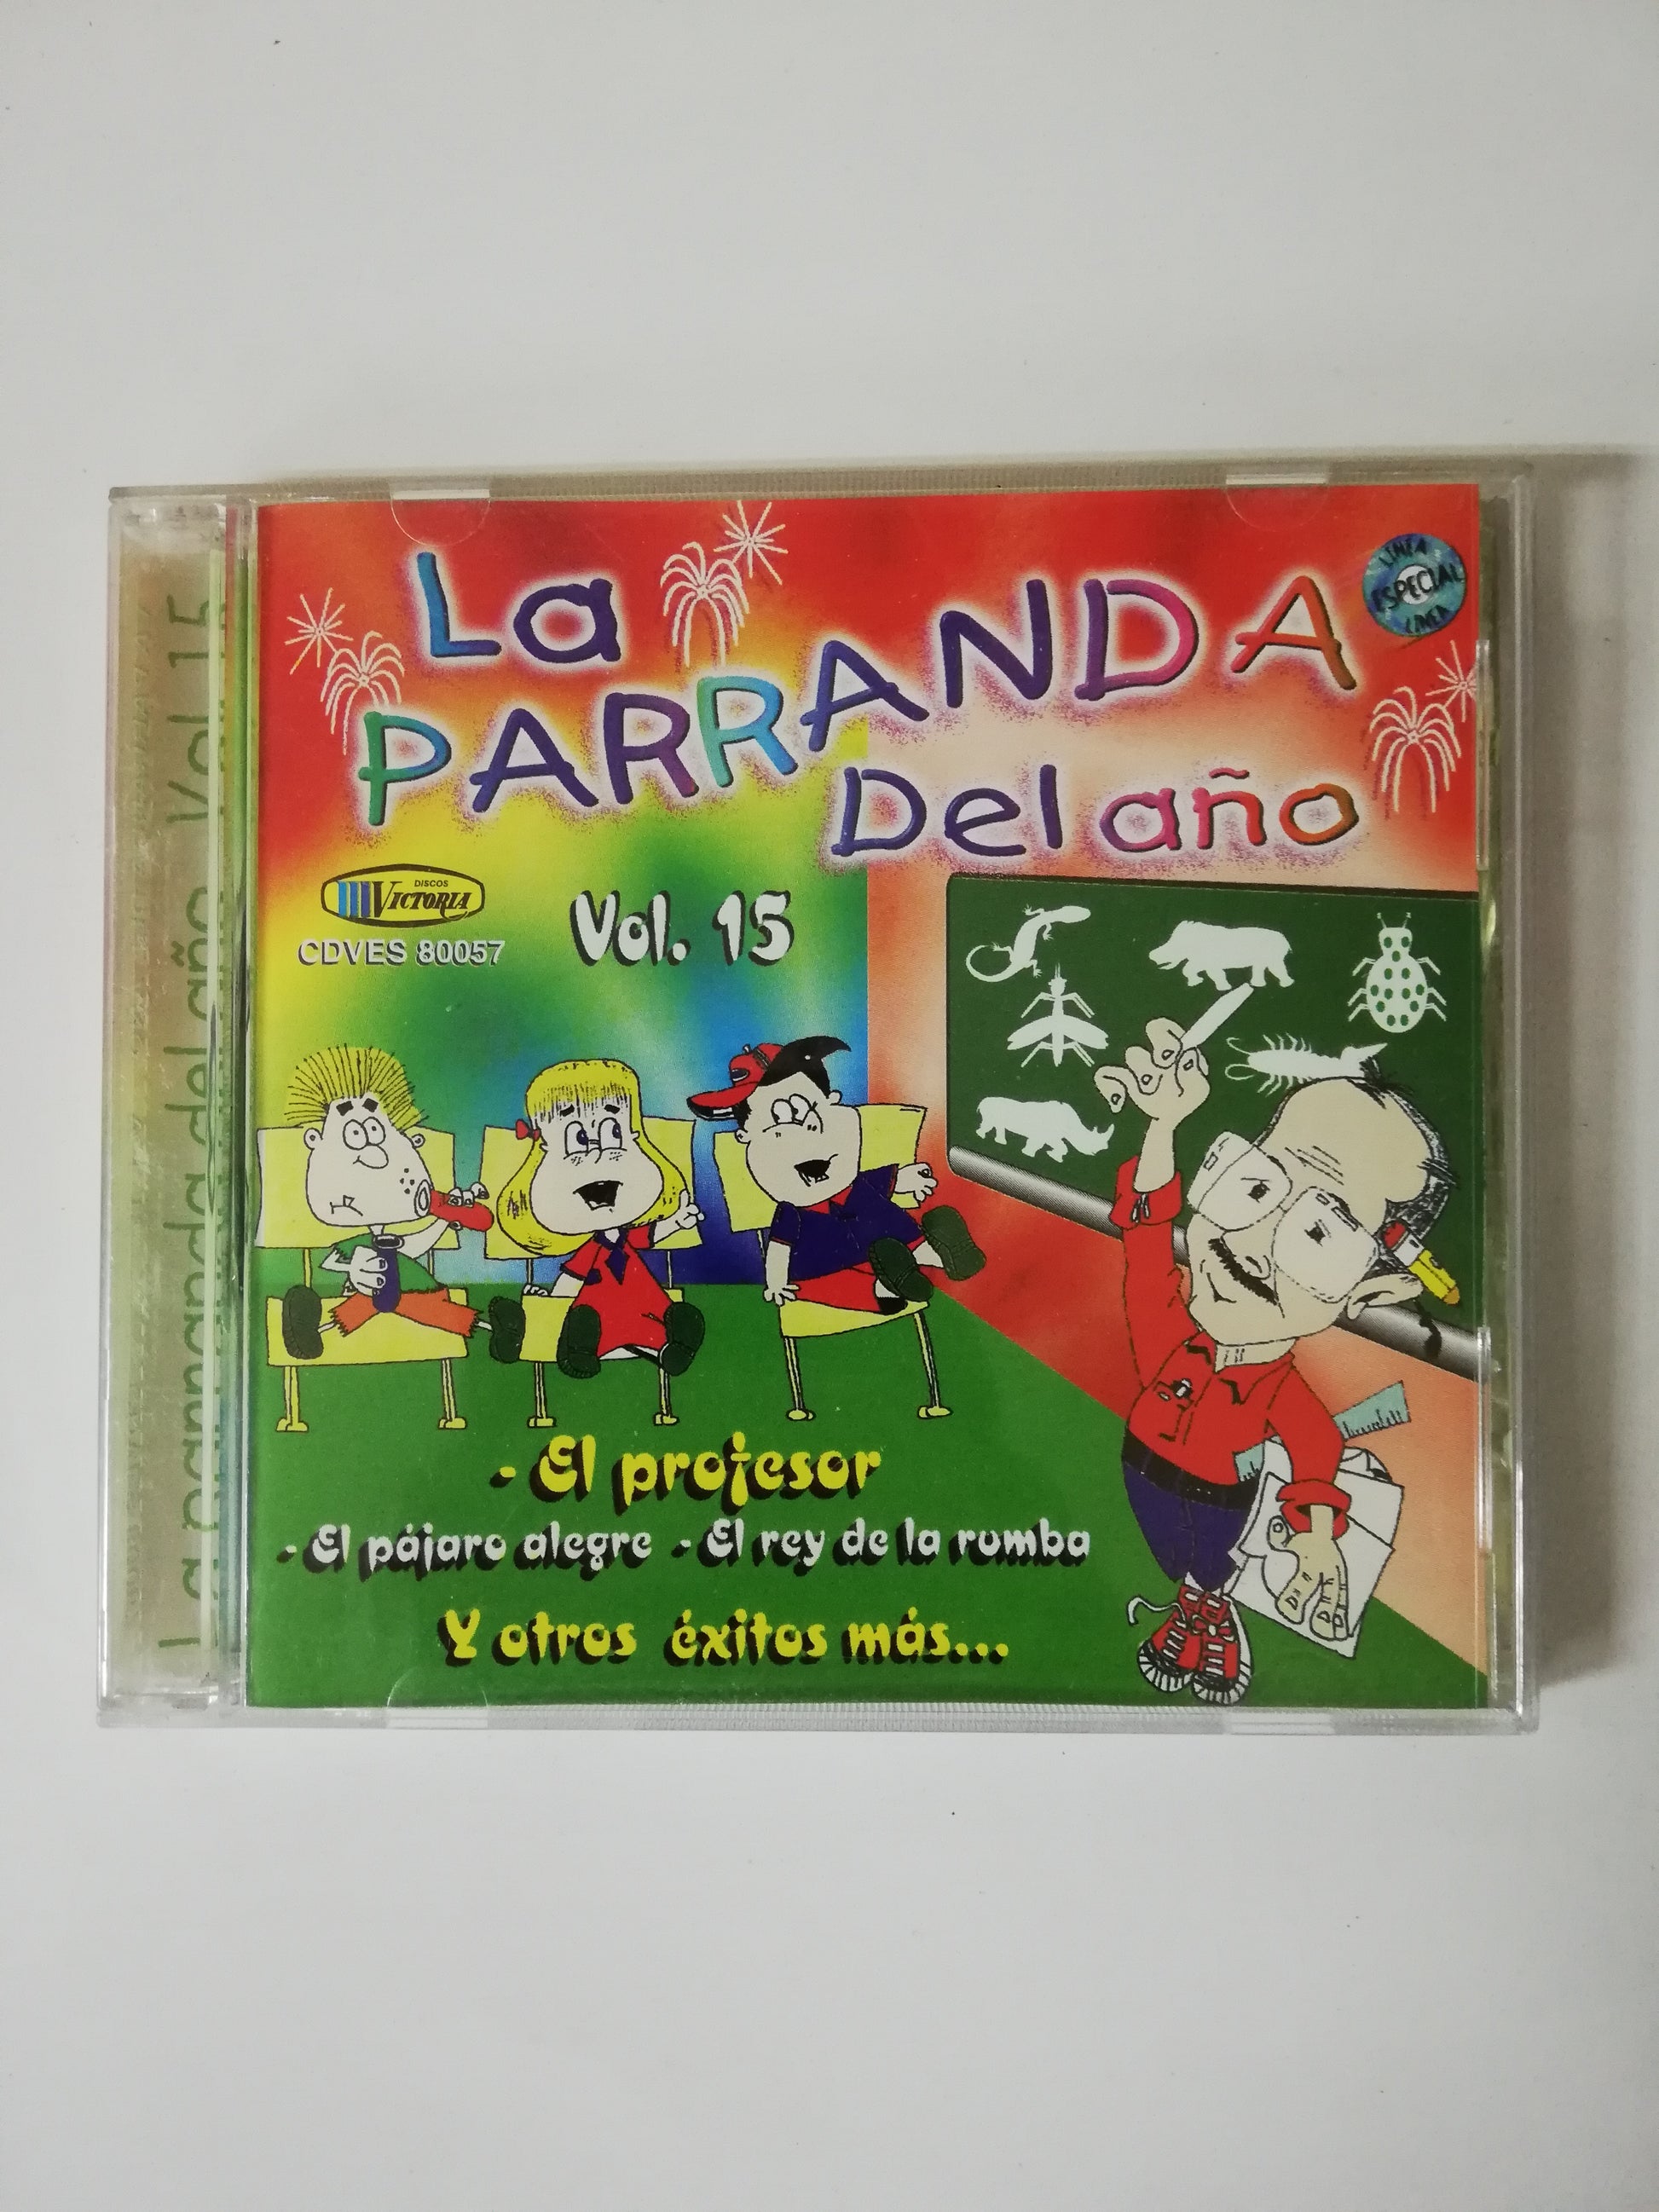 La
PARRANDA
Del año
LINEA
ESPECIAL
LINEA
DISCOS
VICTORIA
CDVES 80057
Vol. 15
- El profesor
- El pájaro alegre - El rey de la rumba
Y otros éxitos más...
La parranda del año Vol 15